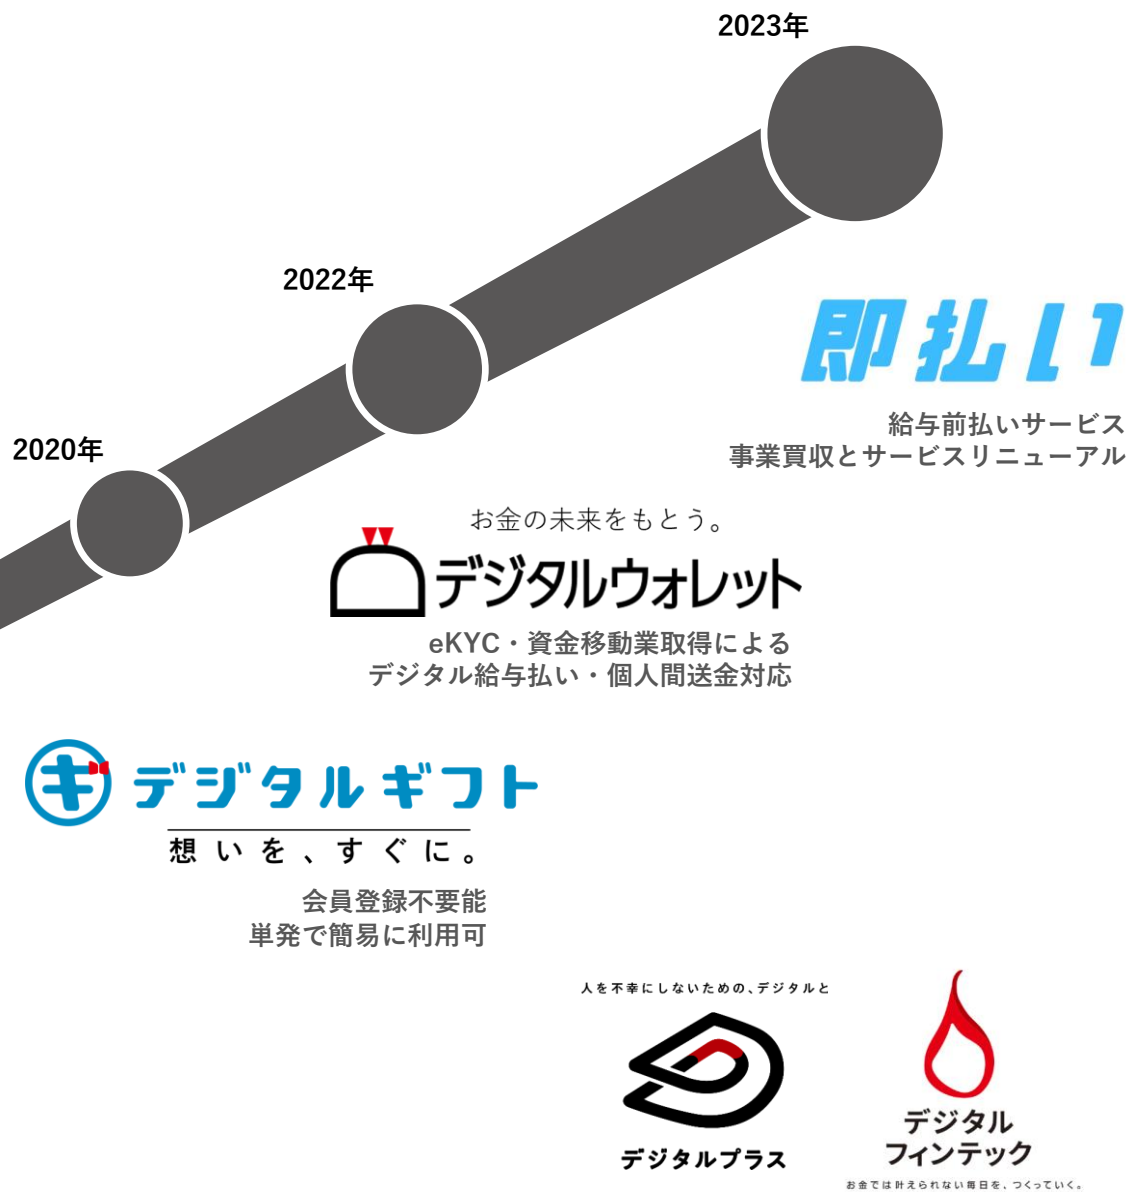 2023年
2022年
2020年
即払い
給与前払いサービス
事業買収とサービスリニューアル
お金の未来をもとう。
デジタルウォレット
eKYC・資金移動業取得による
デジタル給与払い・個人間送金対応
ギ デジタルギフト
想いを、すぐに。
会員登録不要能
単発で簡易に利用可
人を不幸にしないための、デジタルと
デジタルプラス
デジタル
フィンテック
お金では叶えられない毎日を、つくっていく。